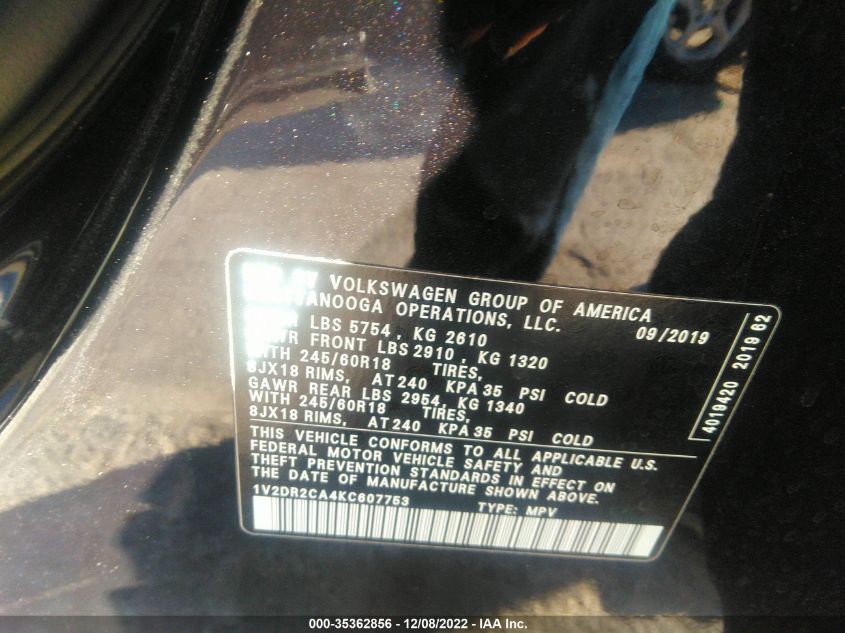 VOLKSWAGEN GROUP OF AMERICA
OPERATIONS, LLC.
09/2019
LBS 5754, KG 2610
FRONT LBS 2910, KG 1320
WITH 245/60R18 TIRES,
8JX18 RIMS, AT 240 KPA 35 PSI COLD
GAWR REAR LBS 2954, KG 1340
WITH 245/60R18 TIRES,
8JX18 RIMS, AT 240 KPA 35 PSI COLD
THIS VEHICLE CONFORMS TO ALL APPLICABLE U.S.
FEDERAL MOTOR VEHICLE SAFETY AND
THEFT PREVENTION STANDARDS IN EFFECT ON
THE DATE OF MANUFACTURE SHOWN ABOVE.
1V2DR2CA4KC607753 TYPE: MPV
4019420 2019 62
000-35362856 - 12/08/2022 - IAA Inc.